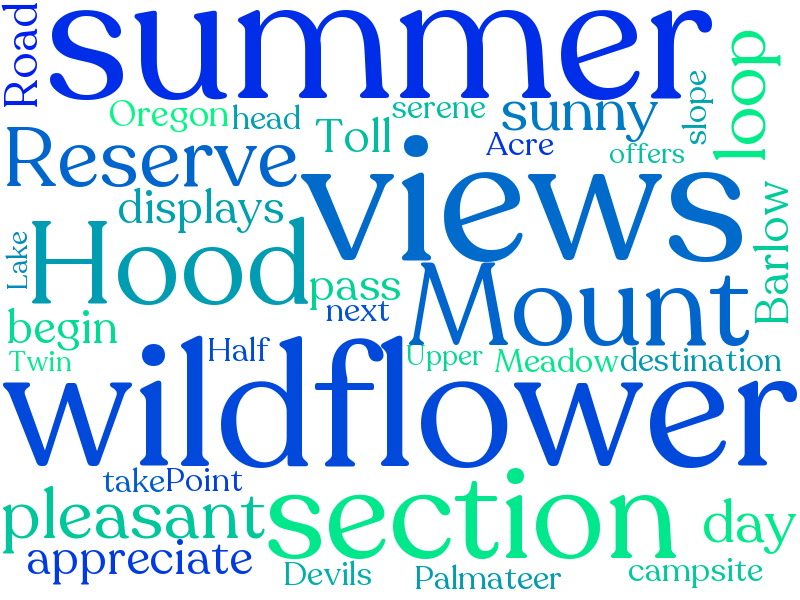 Road
summer
Oregon
head
serene
sunny
slope
loop
Toll
Acre
offers
Reserve
views
displays
Barlow
Lake
Hood
pass
Mount
next
begin
Twin
Half
Upper
Meadow
destination
wildflower
take
Point
pleasant
section
day
appreciate
Devils
Palmateer
campsite